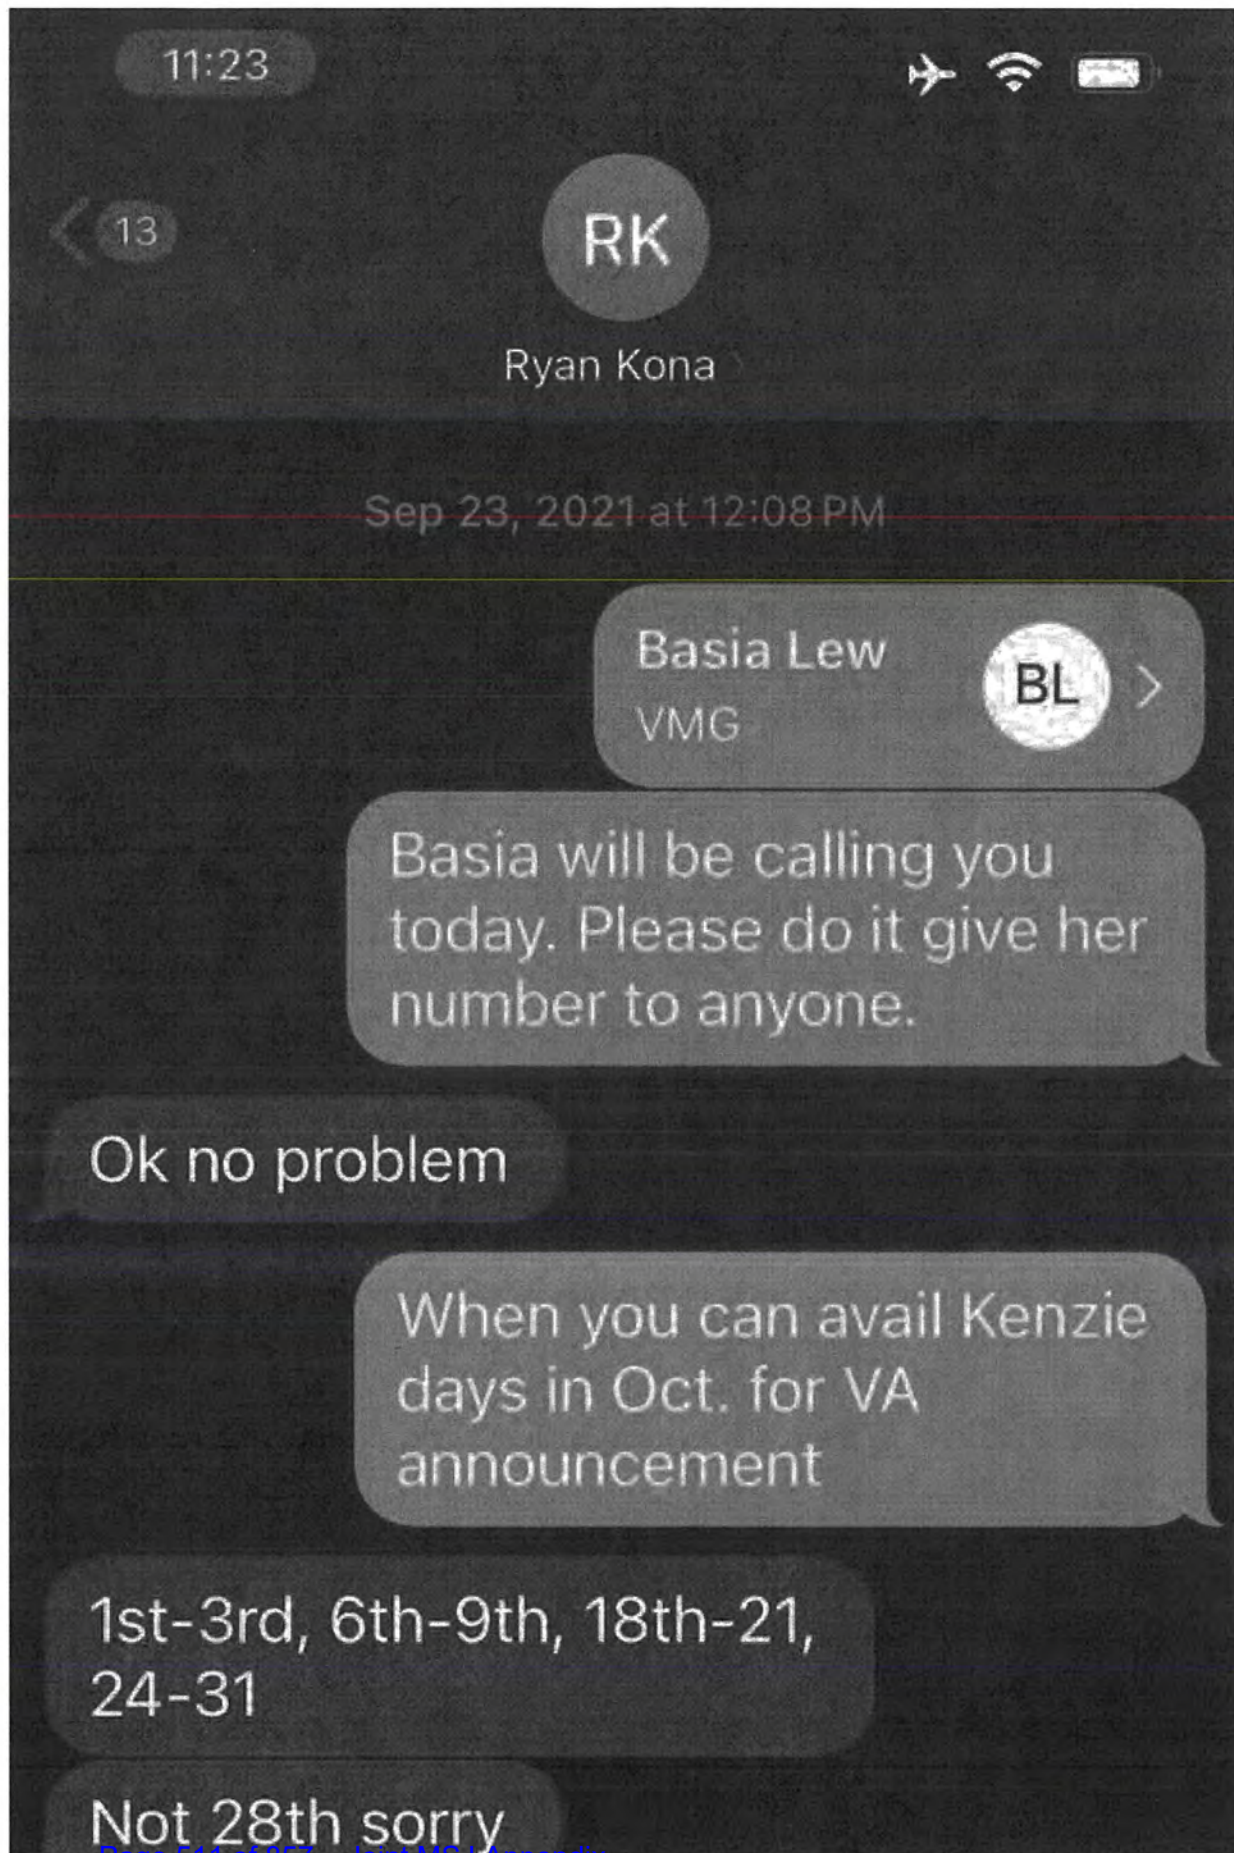 11:23
13
RK
Ryan Kona
Sep 23, 2021 at 12:08 PM
Basia Lew
VMG
BL
Basia will be calling you
today. Please do it give her
number to anyone.
Ok no problem
When you can avail Kenzie
days in Oct. for VA
announcement
1st-3rd, 6th-9th, 18th-21,
24-31
Not 28th sorry